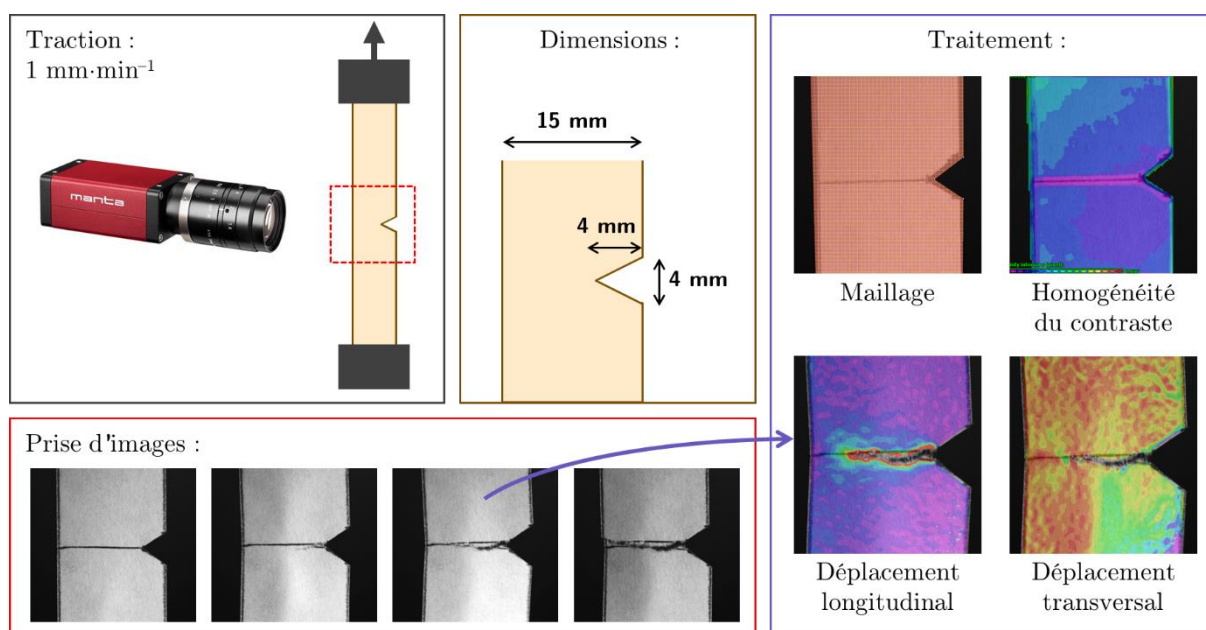 Traction :
1 mm·min⁻¹
manta
Dimensions :
15 mm
4 mm
4 mm
Traitement :
Maillage
Homogénéité
du contraste
Déplacement
longitudinal
Déplacement
transversal
Prise d'images :